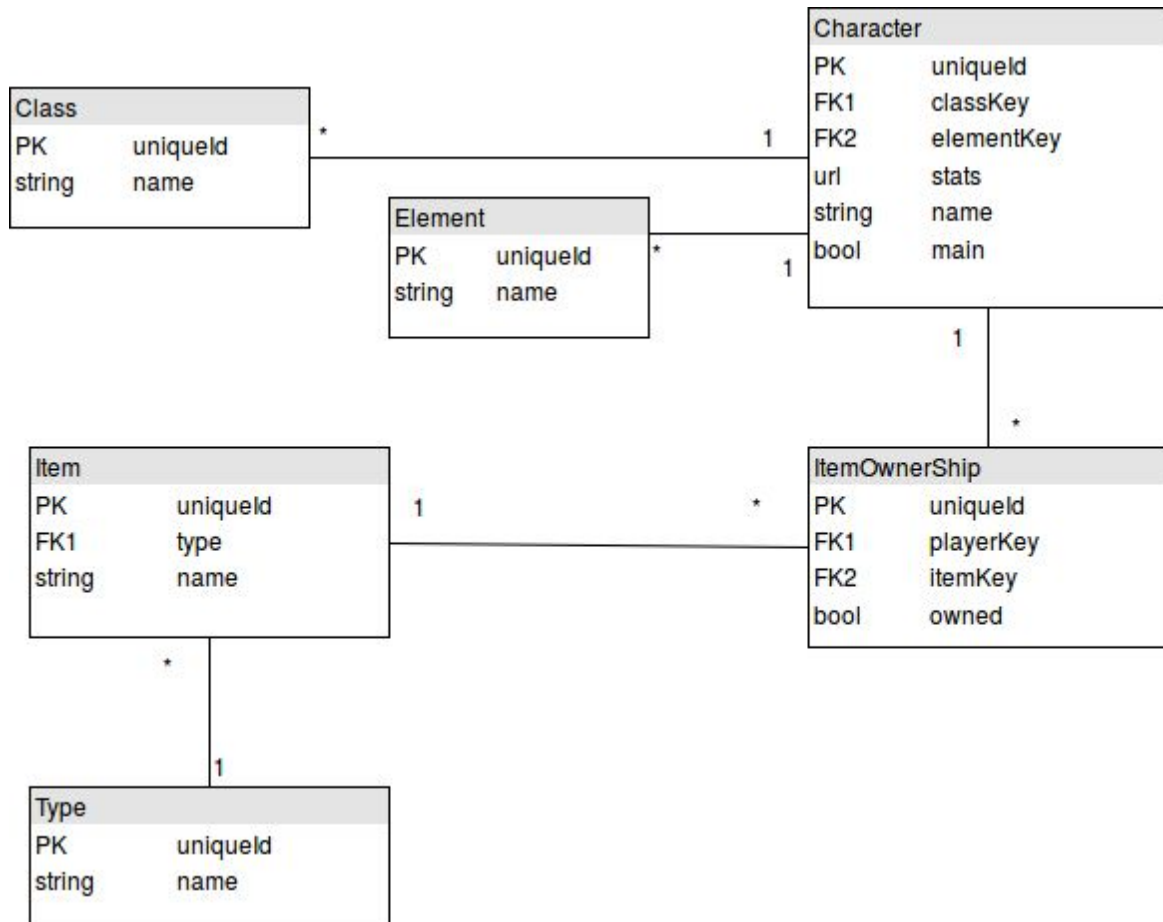 Character
PK uniqueId
FK1 classKey
FK2 elementKey
url stats
string name
bool main
Class
PK uniqueId
string name
* 1
Element
PK uniqueId
string name
* 1
1
*
Item
PK uniqueId
FK1 type
string name
1 *
ItemOwnerShip
PK uniqueId
FK1 playerKey
FK2 itemKey
bool owned
*
1
Type
PK uniqueId
string name